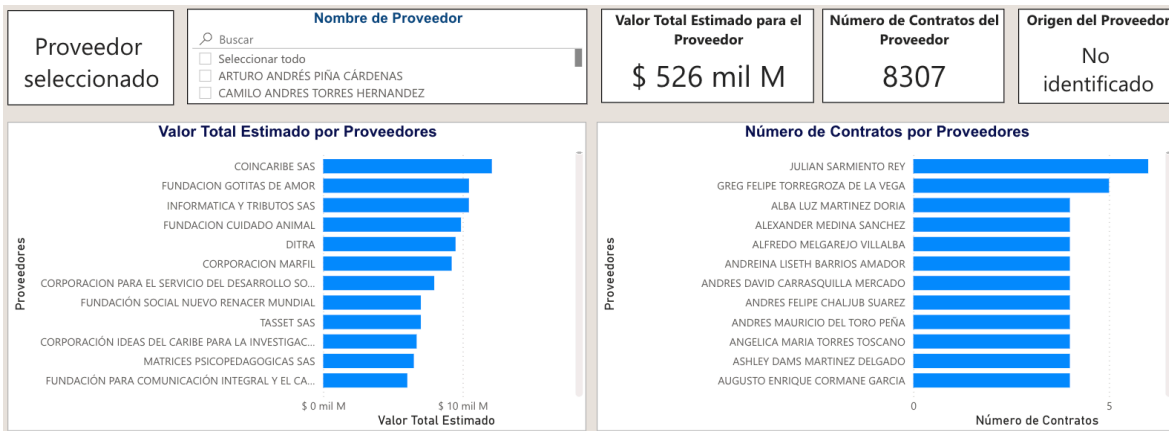 Proveedor
seleccionado
Nombre de Proveedor
Buscar
Seleccionar todo
ARTURO ANDRÉS PIÑA CÁRDENAS
CAMILO ANDRES TORRES HERNANDEZ
Valor Total Estimado para el
Proveedor
$ 526 mil M
Número de Contratos del
Proveedor
8307
Origen del Proveedor
No
identificado
Valor Total Estimado por Proveedores
Proveedores
COINCARIBE SAS
FUNDACION GOTITAS DE AMOR
INFORMATICA Y TRIBUTOS SAS
FUNDACION CUIDADO ANIMAL
DITRA
CORPORACION MARFIL
CORPORACION PARA EL SERVICIO DEL DESARROLLO SO...
FUNDACIÓN SOCIAL NUEVO RENACER MUNDIAL
TASSET SAS
CORPORACIÓN IDEAS DEL CARIBE PARA LA INVESTIGAC...
MATRICES PSICOPEDAGOGICAS SAS
FUNDACIÓN PARA COMUNICACIÓN INTEGRAL Y EL CA...
$ 0 mil M $ 10 mil M
Valor Total Estimado
Número de Contratos por Proveedores
Proveedores
JULIAN SARMIENTO REY
GREG FELIPE TORREGROZA DE LA VEGA
ALBA LUZ MARTINEZ DORIA
ALEXANDER MEDINA SANCHEZ
ALFREDO MELGAREJO VILLALBA
ANDREINA LISETH BARRIOS AMADOR
ANDRES DAVID CARRASQUILLA MERCADO
ANDRES FELIPE CHALJUB SUAREZ
ANDRES MAURICIO DEL TORO PEÑA
ANGELICA MARIA TORRES TOSCANO
ASHLEY DAMS MARTINEZ DELGADO
AUGUSTO ENRIQUE CORMANE GARCIA
0 5
Número de Contratos